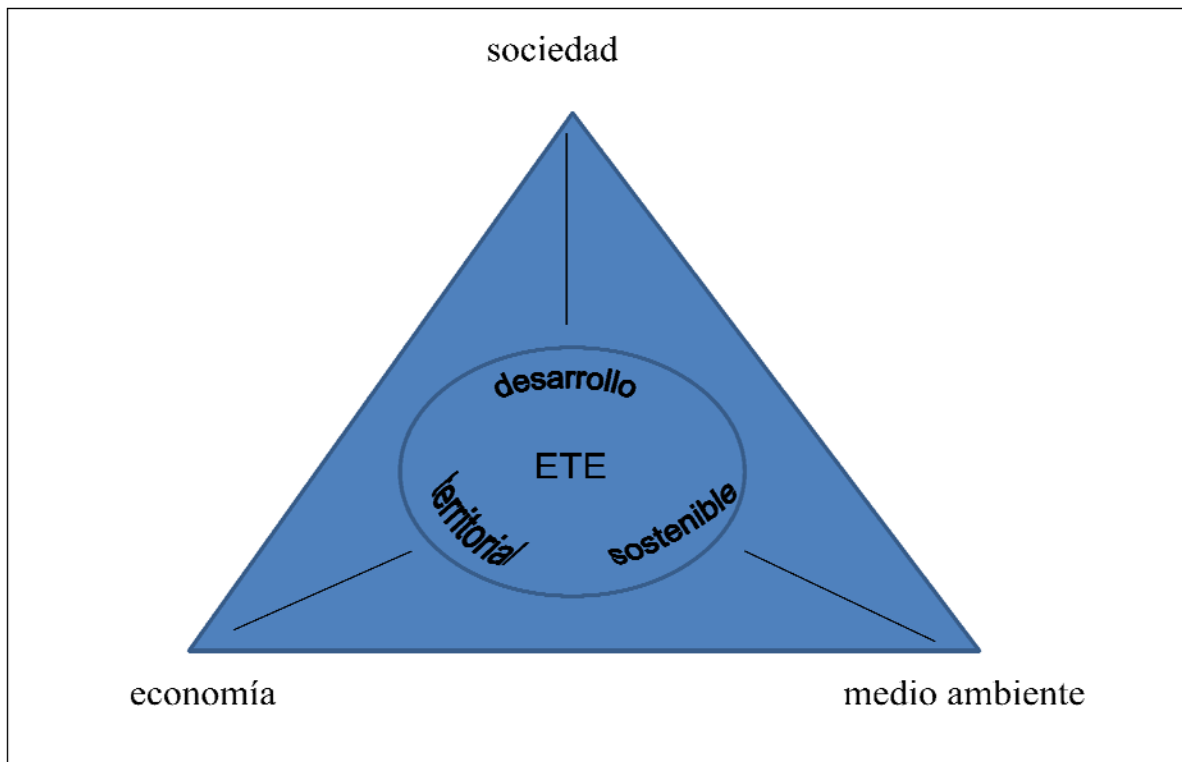 sociedad
desarrollo
ETE
territorial
sostenible
economía
medio ambiente